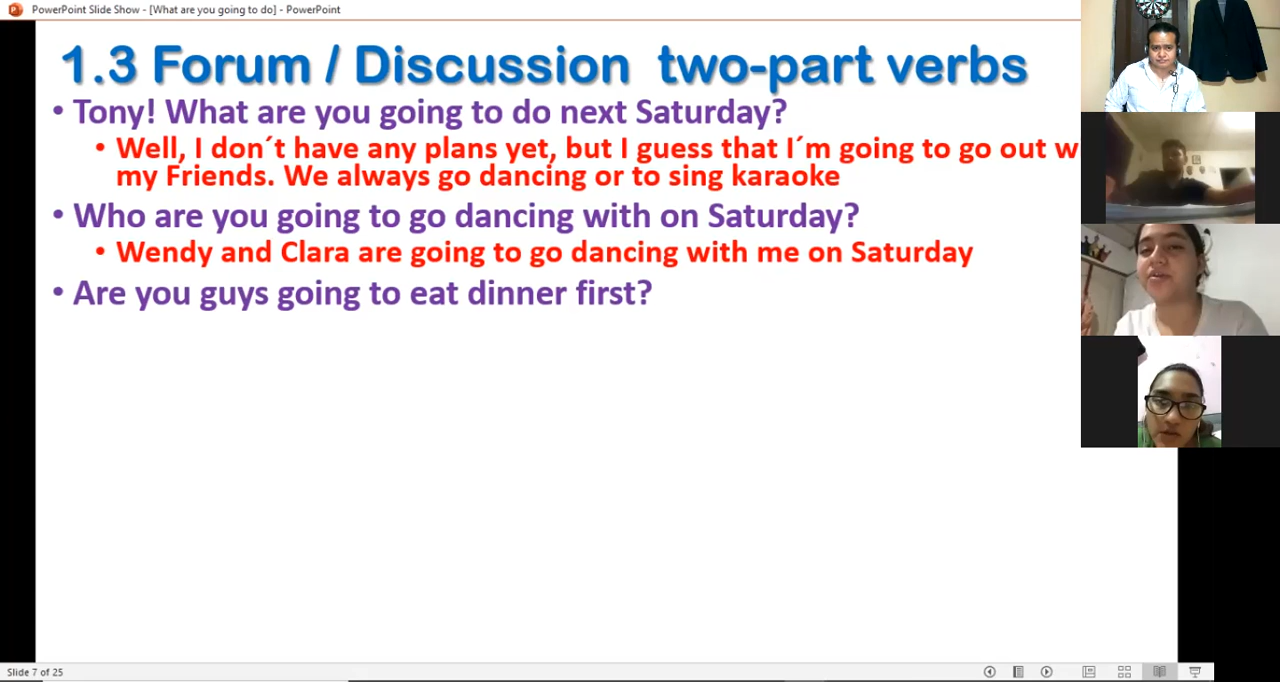 PowerPoint Slide Show - [What are you going to do] - PowerPoint
1.3 Forum / Discussion two-part verbs
• Tony! What are you going to do next Saturday?
• Well, I don´t have any plans yet, but I guess that I´m going to go out
my Friends. We always go dancing or to sing karaoke
• Who are you going to go dancing with on Saturday?
• Wendy and Clara are going to go dancing with me on Saturday
• Are you guys going to eat dinner first?
Slide 7 of 25